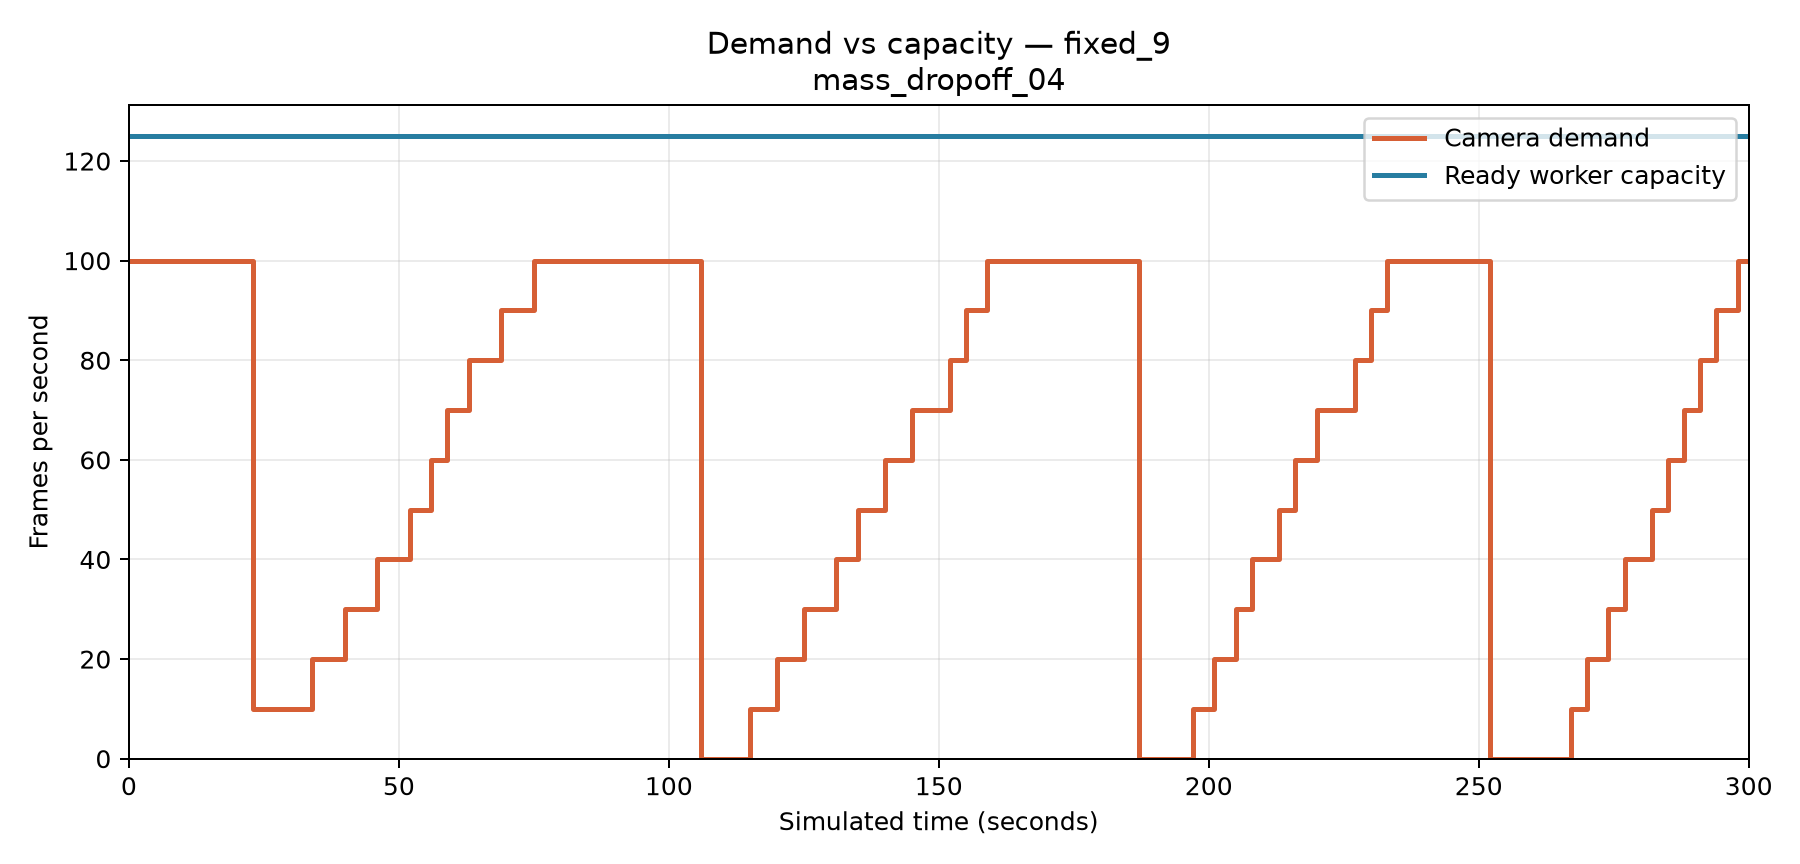 Demand vs capacity — fixed_9
mass_dropoff_04
Camera demand
Ready worker capacity
Frames per second
120
100
80
60
40
20
0
0 50 100 150 200 250 300
Simulated time (seconds)